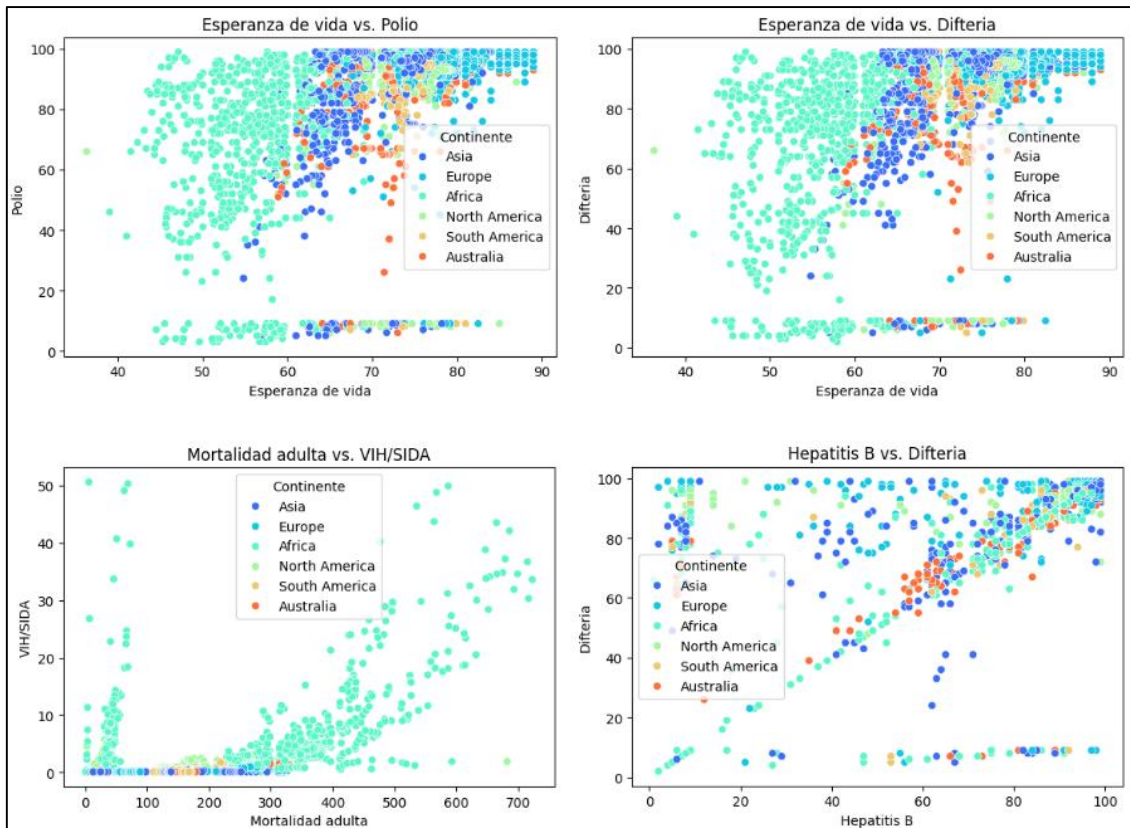 Esperanza de vida vs. Polio
100
80
60
40
20
0
Polio
40 50 60 70 80 90
Esperanza de vida
Continente
Asia
Europe
Africa
North America
South America
Australia
Esperanza de vida vs. Difteria
100
80
60
40
20
0
Difteria
40 50 60 70 80 90
Esperanza de vida
Continente
Asia
Europe
Africa
North America
South America
Australia
Mortalidad adulta vs. VIH/SIDA
50
40
30
20
10
0
VIH/SIDA
0 100 200 300 400 500 600 700
Mortalidad adulta
Continente
Asia
Europe
Africa
North America
South America
Australia
Hepatitis B vs. Difteria
100
80
60
40
20
0
Difteria
0 20 40 60 80 100
Hepatitis B
Continente
Asia
Europe
Africa
North America
South America
Australia